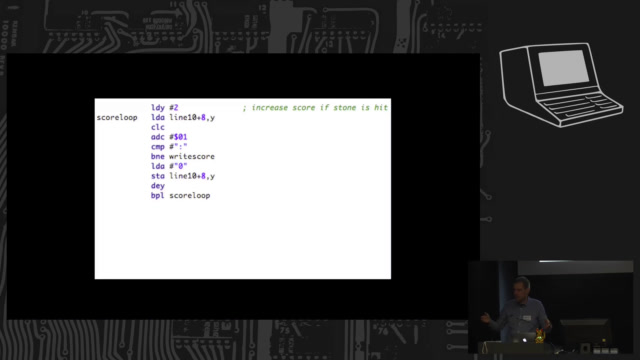 ldy #2 ; increase score if stone is hit
scoreloop lda line10+8,y
clc
adc #$01
cmp #":"
bne writescore
lda #"0"
sta line10+8,y
dey
bpl scoreloop